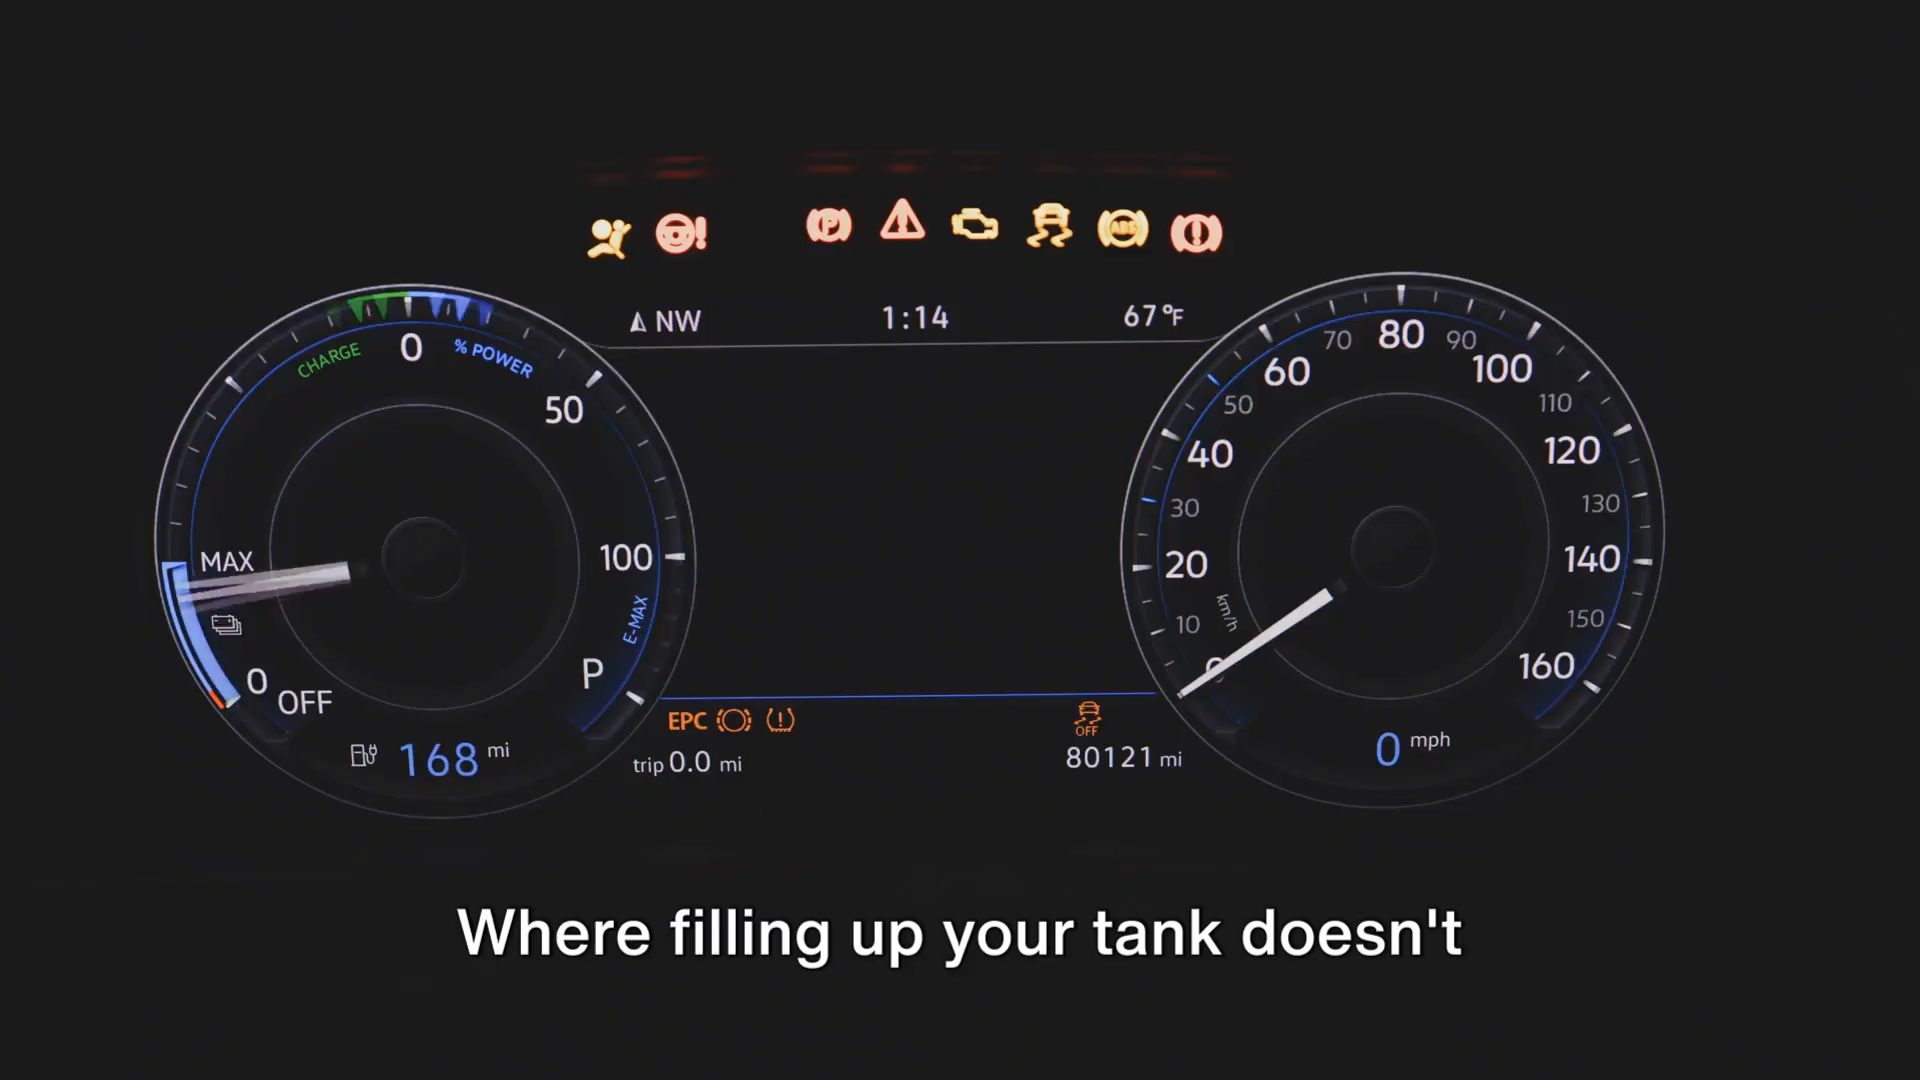 NW
1:14
67°F
CHARGE
0
% POWER
50
100
E-MAX
P
MAX
0
OFF
168 mi
EPC
trip 0.0 mi
OFF
80121 mi
P
ABS
0
10
20
30
40
50
60
70
80
90
100
110
120
130
140
150
160
km/h
0 mph
Where filling up your tank doesn't